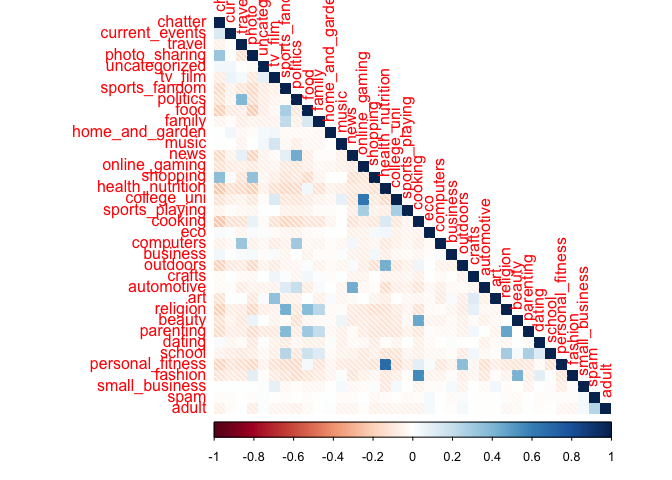 chatter
current_events
travel
photo_sharing
uncategorized
tv_film
sports_fandom
politics
food
family
home_and_garden
music
news
online_gaming
shopping
health_nutrition
college_uni
sports_playing
cooking
eco
computers
business
outdoors
crafts
automotive
art
religion
beauty
parenting
dating
school
personal_fitness
fashion
small_business
spam
adult
tv_film
politics
food
family
music
news
online_gaming
shopping
health_nutrition
college_uni
sports_playing
cooking
eco
computers
business
outdoors
crafts
automotive
art
religion
beauty
parenting
dating
school
personal_fitness
fashion
small_business
spam
adult
-1 -0.8 -0.6 -0.4 -0.2 0 0.2 0.4 0.6 0.8 1